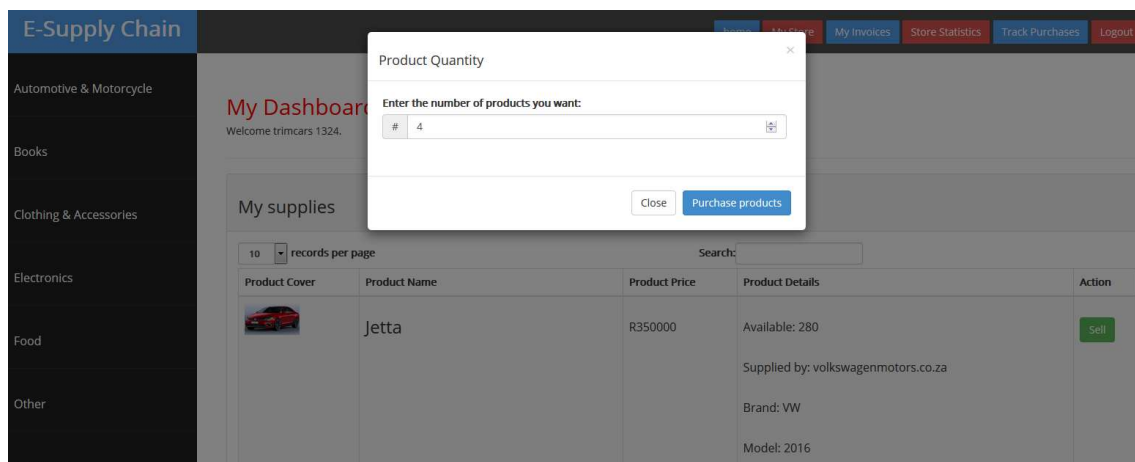 E-Supply Chain
home My Store My Invoices Store Statistics Track Purchases Logout
Automotive & Motorcycle
Books
Clothing & Accessories
Electronics
Food
Other
Product Quantity ×
Enter the number of products you want:
# 4
Close Purchase products
My Dashboar
Welcome trimcars 1324.
My supplies
10 records per page Search:
Product Cover Product Name Product Price Product Details Action
Jetta R350000 Available: 280 Sell
Supplied by: volkswagenmotors.co.za
Brand: VW
Model: 2016